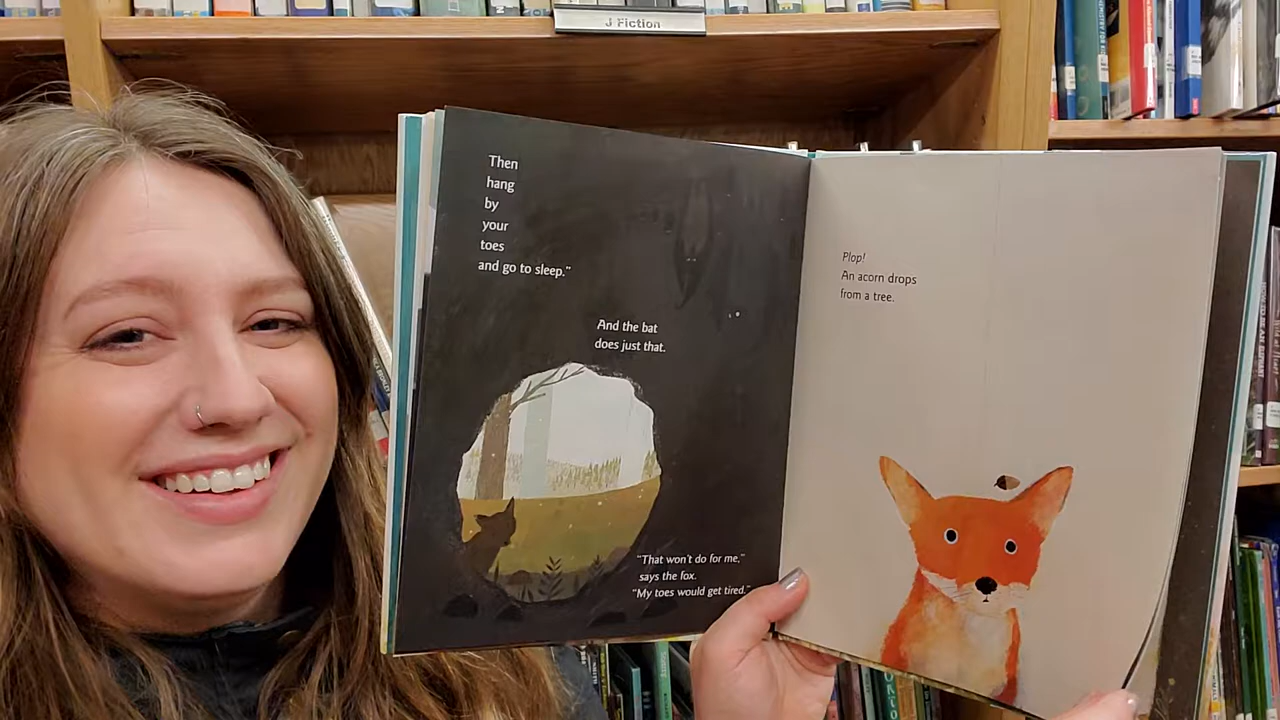 J Fiction
Then
hang
by
your
toes
and go to sleep."
And the bat
does just that.
"That won't do for me,"
says the fox.
"My toes would get tired."
Plop!
An acorn drops
from a tree.